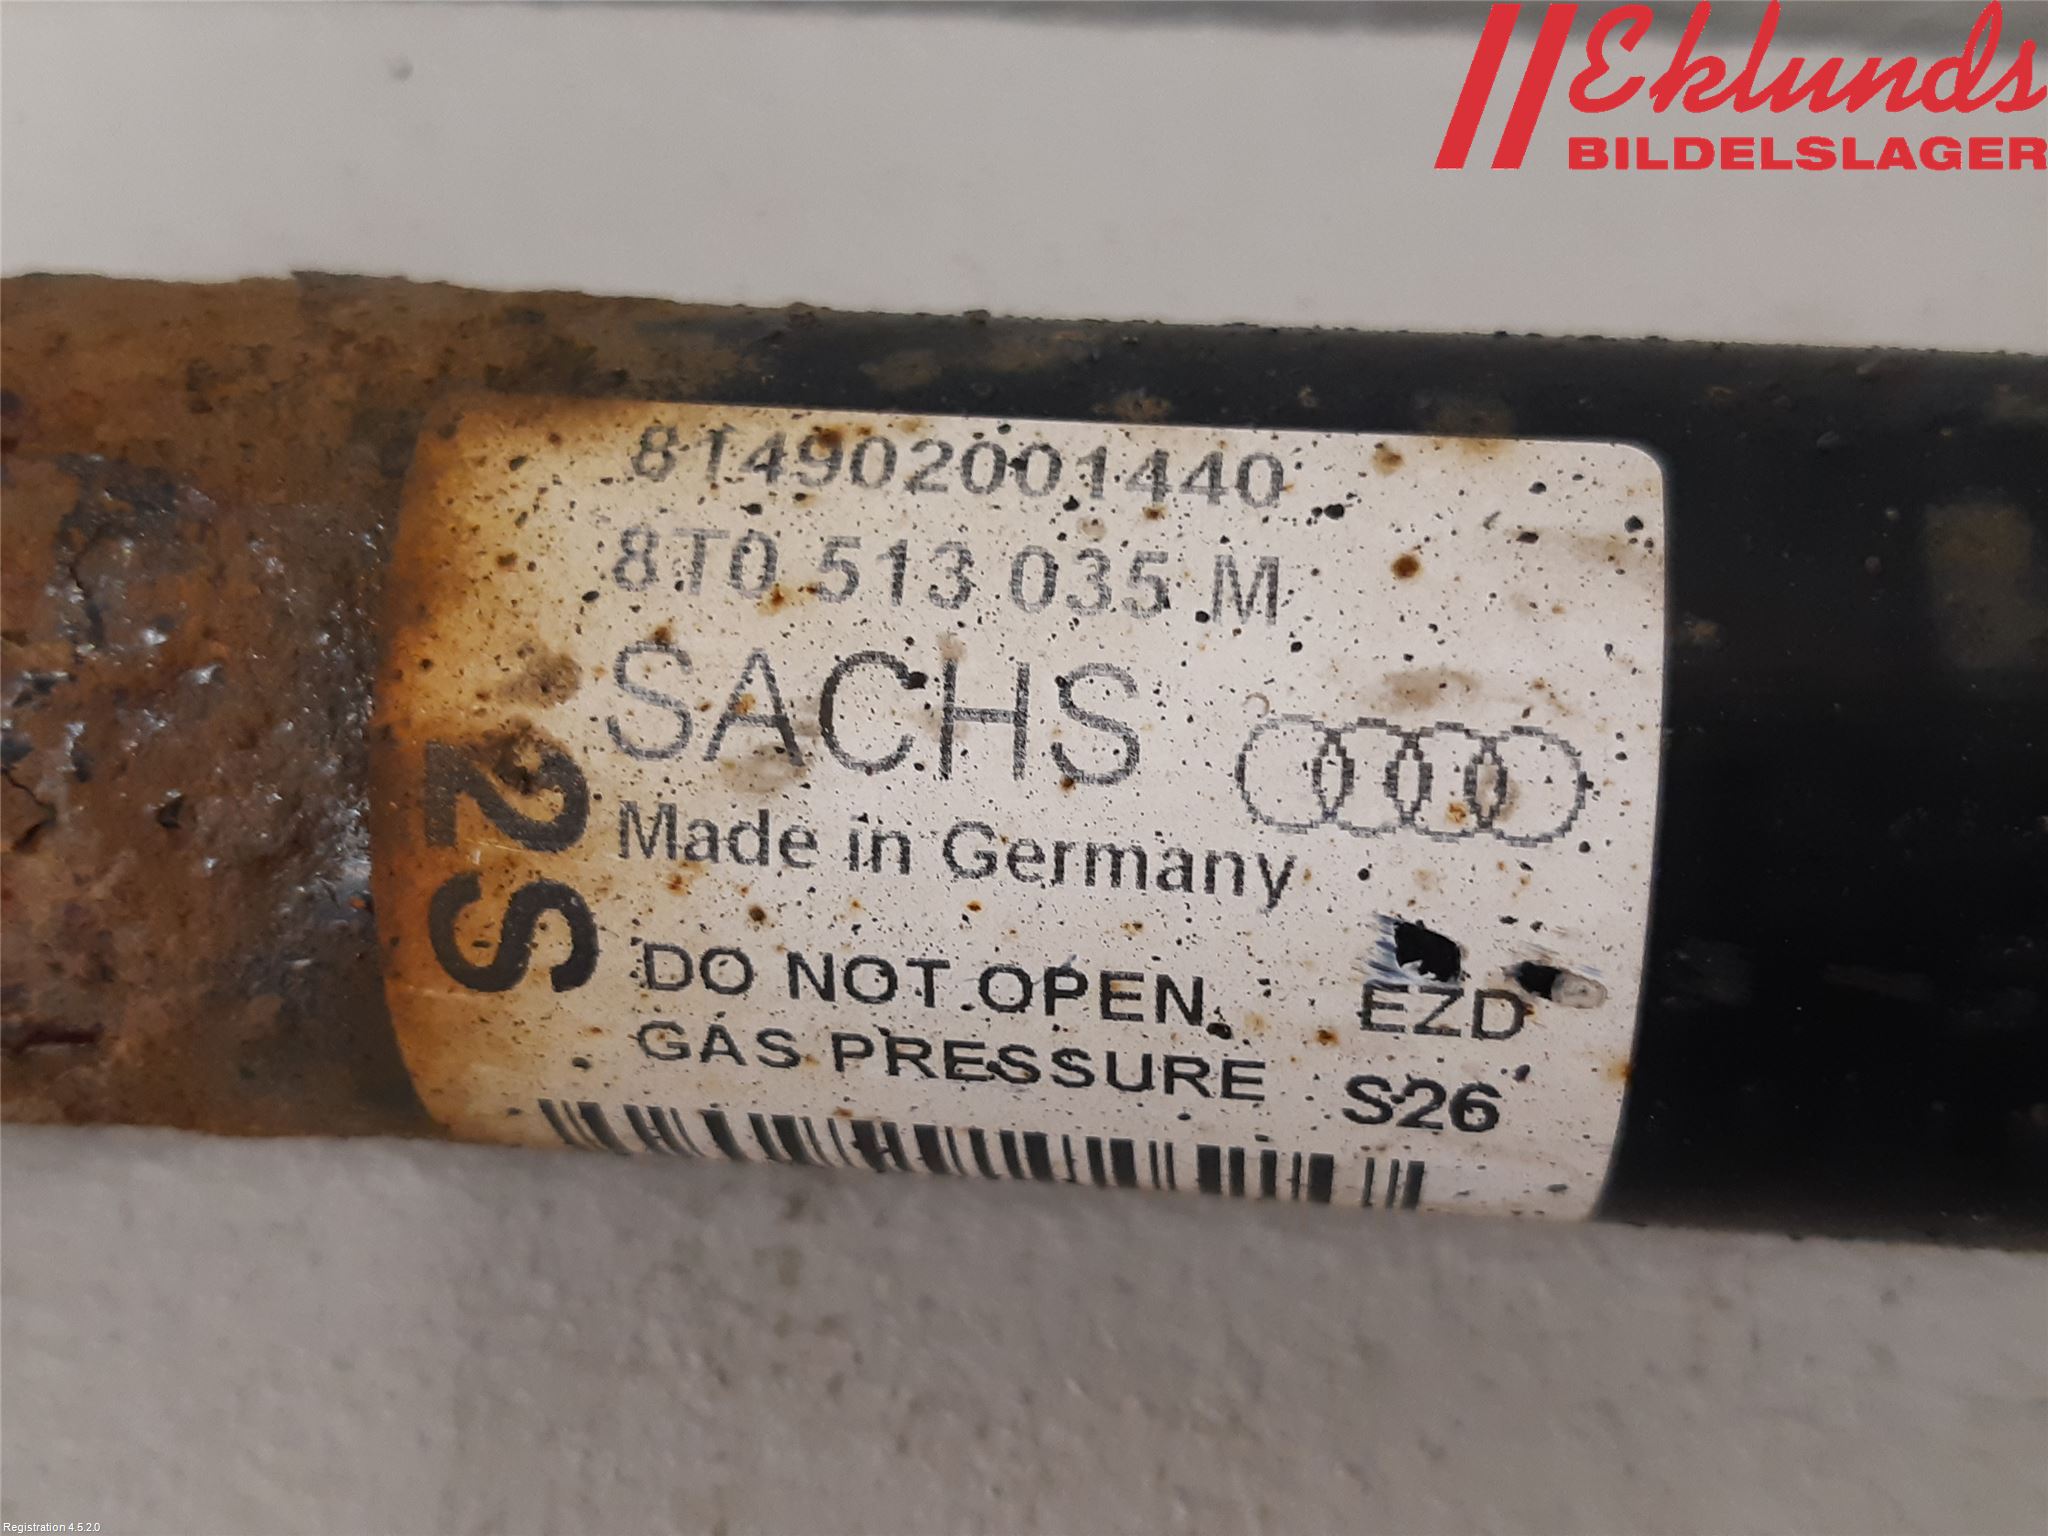 Eklunds
BILDELSLAGER
814902001440
8T0 513 035 M
SACHS
Made in Germany
2S
DO NOT OPEN EZD
GAS PRESSURE S26
Registration 4.5.2.0